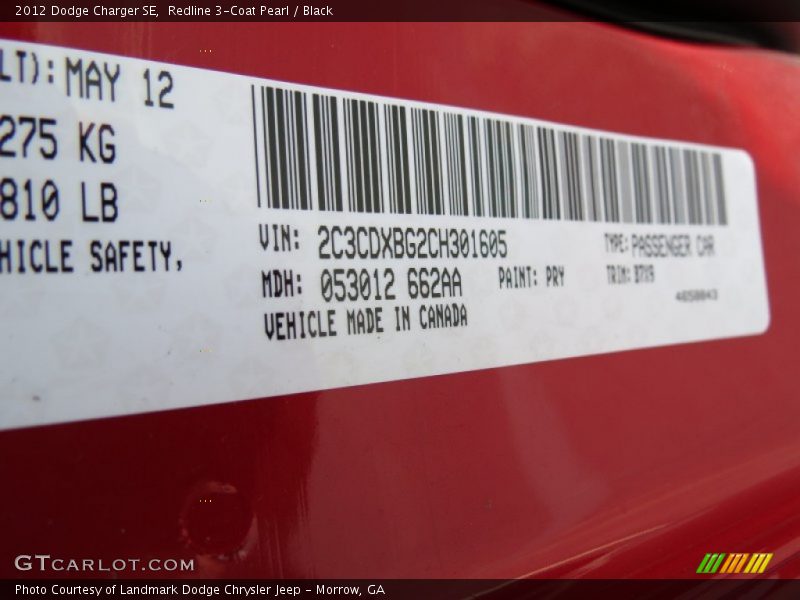 2012 Dodge Charger SE, Redline 3-Coat Pearl / Black
LT): MAY 12
275 KG
810 LB
HICLE SAFETY,
VIN: 2C3CDXBG2CH301605
TYPE: PASSENGER CAR
MDH: 053012 662AA
PAINT: PRY
TRIM:
VEHICLE MADE IN CANADA
GTCARLOT.COM
Photo Courtesy of Landmark Dodge Chrysler Jeep - Morrow, GA